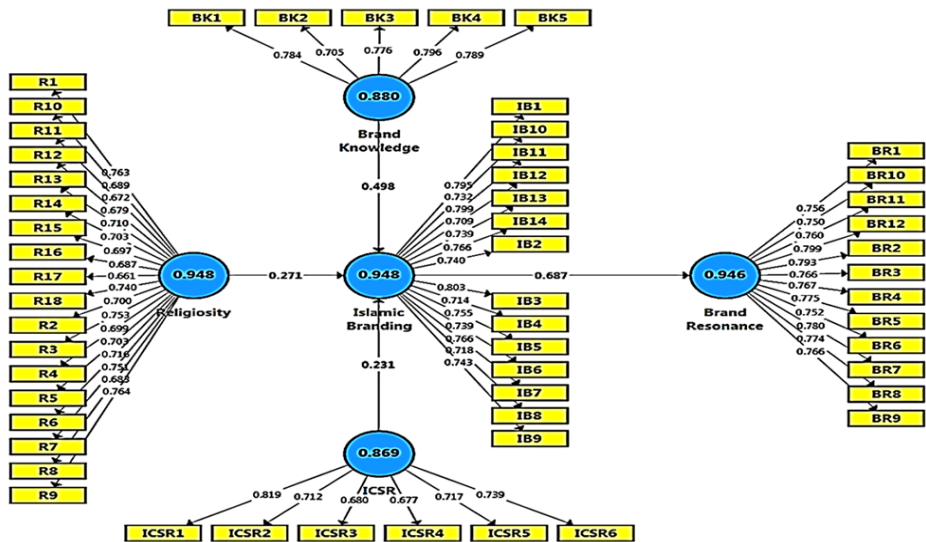 BK1 BK2 BK3 BK4 BK5
0.784 0.705 0.776 0.796 0.789
0.880
Brand
Knowledge
0.498
R1
R10
R11
R12
R13
R14
R15
R16
R17
R18
R2
R3
R4
R5
R6
R7
R8
R9
0.763
0.689
0.672
0.679
0.710
0.703
0.697
0.687
0.661
0.740
0.700
0.753
0.699
0.703
0.716
0.751
0.683
0.764
0.948
Religiosity
0.271
0.948
Islamic
Branding
IB1
IB10
IB11
IB12
IB13
IB14
IB2
IB3
IB4
IB5
IB6
IB7
IB8
IB9
0.795
0.732
0.799
0.709
0.739
0.766
0.740
0.803
0.714
0.755
0.739
0.766
0.718
0.743
0.687
0.946
Brand
Resonance
0.756
0.750
0.760
0.799
0.793
0.766
0.767
0.775
0.752
0.780
0.774
0.766
BR1
BR10
BR11
BR12
BR2
BR3
BR4
BR5
BR6
BR7
BR8
BR9
0.231
0.869
ICSR
0.819 0.712 0.680 0.677 0.717 0.739
ICSR1 ICSR2 ICSR3 ICSR4 ICSR5 ICSR6